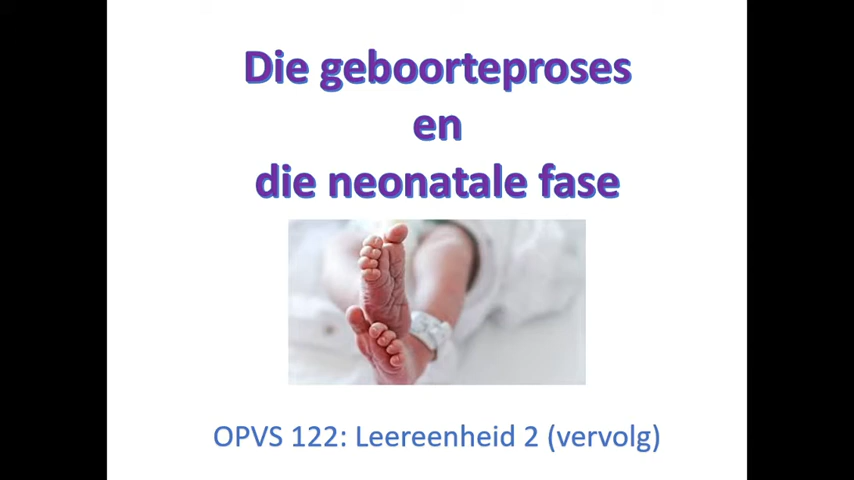 Die geboorteproses
en
die neonatale fase
OPVS 122: Leereenheid 2 (vervolg)